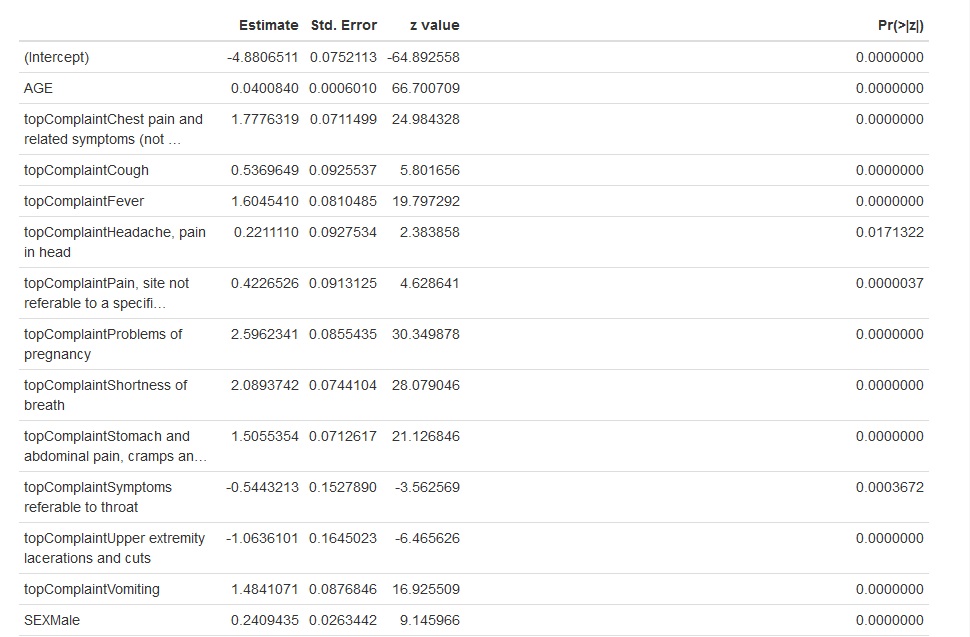 Estimate Std. Error z value Pr(>|z|)
(Intercept) -4.8806511 0.0752113 -64.892558 0.0000000
AGE 0.0400840 0.0006010 66.700709 0.0000000
topComplaintChest pain and 1.7776319 0.0711499 24.984328 0.0000000
related symptoms (not …
topComplaintCough 0.5369649 0.0925537 5.801656 0.0000000
topComplaintFever 1.6045410 0.0810485 19.797292 0.0000000
topComplaintHeadache, pain 0.2211110 0.0927534 2.383858 0.0171322
in head
topComplaintPain, site not 0.4226526 0.0913125 4.628641 0.0000037
referable to a specifi…
topComplaintProblems of 2.5962341 0.0855435 30.349878 0.0000000
pregnancy
topComplaintShortness of 2.0893742 0.0744104 28.079046 0.0000000
breath
topComplaintStomach and 1.5055354 0.0712617 21.126846 0.0000000
abdominal pain, cramps an…
topComplaintSymptoms -0.5443213 0.1527890 -3.562569 0.0003672
referable to throat
topComplaintUpper extremity -1.0636101 0.1645023 -6.465626 0.0000000
lacerations and cuts
topComplaintVomiting 1.4841071 0.0876846 16.925509 0.0000000
SEXMale 0.2409435 0.0263442 9.145966 0.0000000